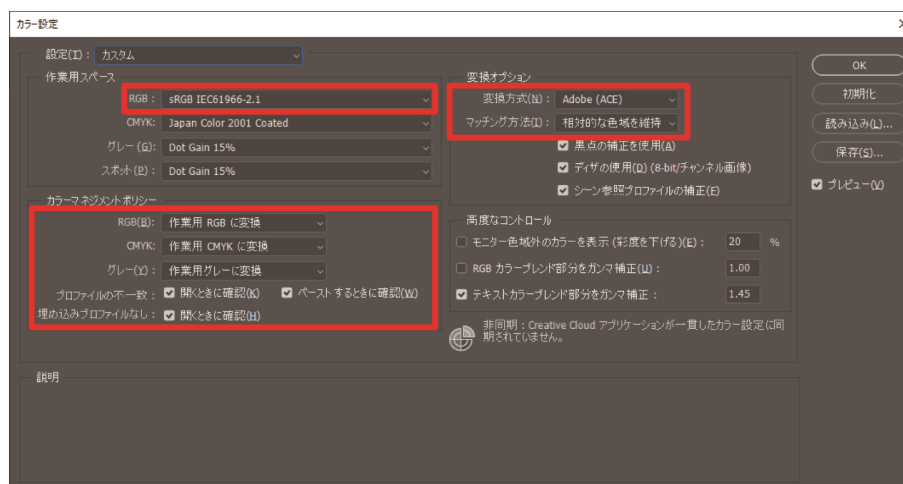 カラー設定
設定(I)： カスタム
作業用スペース
RGB： sRGB IEC61966-2.1
CMYK: Japan Color 2001 Coated
グレー (G): Dot Gain 15%
スポット(P)： Dot Gain 15%
カラーマネジメントポリシー
RGB(B): 作業用 RGB に変換
CMYK: 作業用 CMYK に変換
グレー(Y)： 作業用グレーに変換
プロファイルの不一致： 開くときに確認(K) ペーストするときに確認(W)
埋め込みプロファイルなし： 開くときに確認(H)
変換オプション
変換方式(N)： Adobe (ACE)
マッチング方法(I)： 相対的な色域を維持
黒点の補正を使用(A)
ディザの使用(D) (8-bit/チャンネル画像)
シーン参照プロファイルの補正(E)
高度なコントロール
モニター色域外のカラーを表示 (彩度を下げる)(E)： 20 %
RGB カラーブレンド部分をガンマ補正(U)： 1.00
テキストカラーブレンド部分をガンマ補正： 1.45
非同期：Creative Cloud アプリケーションが一貫したカラー設定に同
期されていません。
説明
OK
初期化
読み込み(L)...
保存(S)...
プレビュー(V)